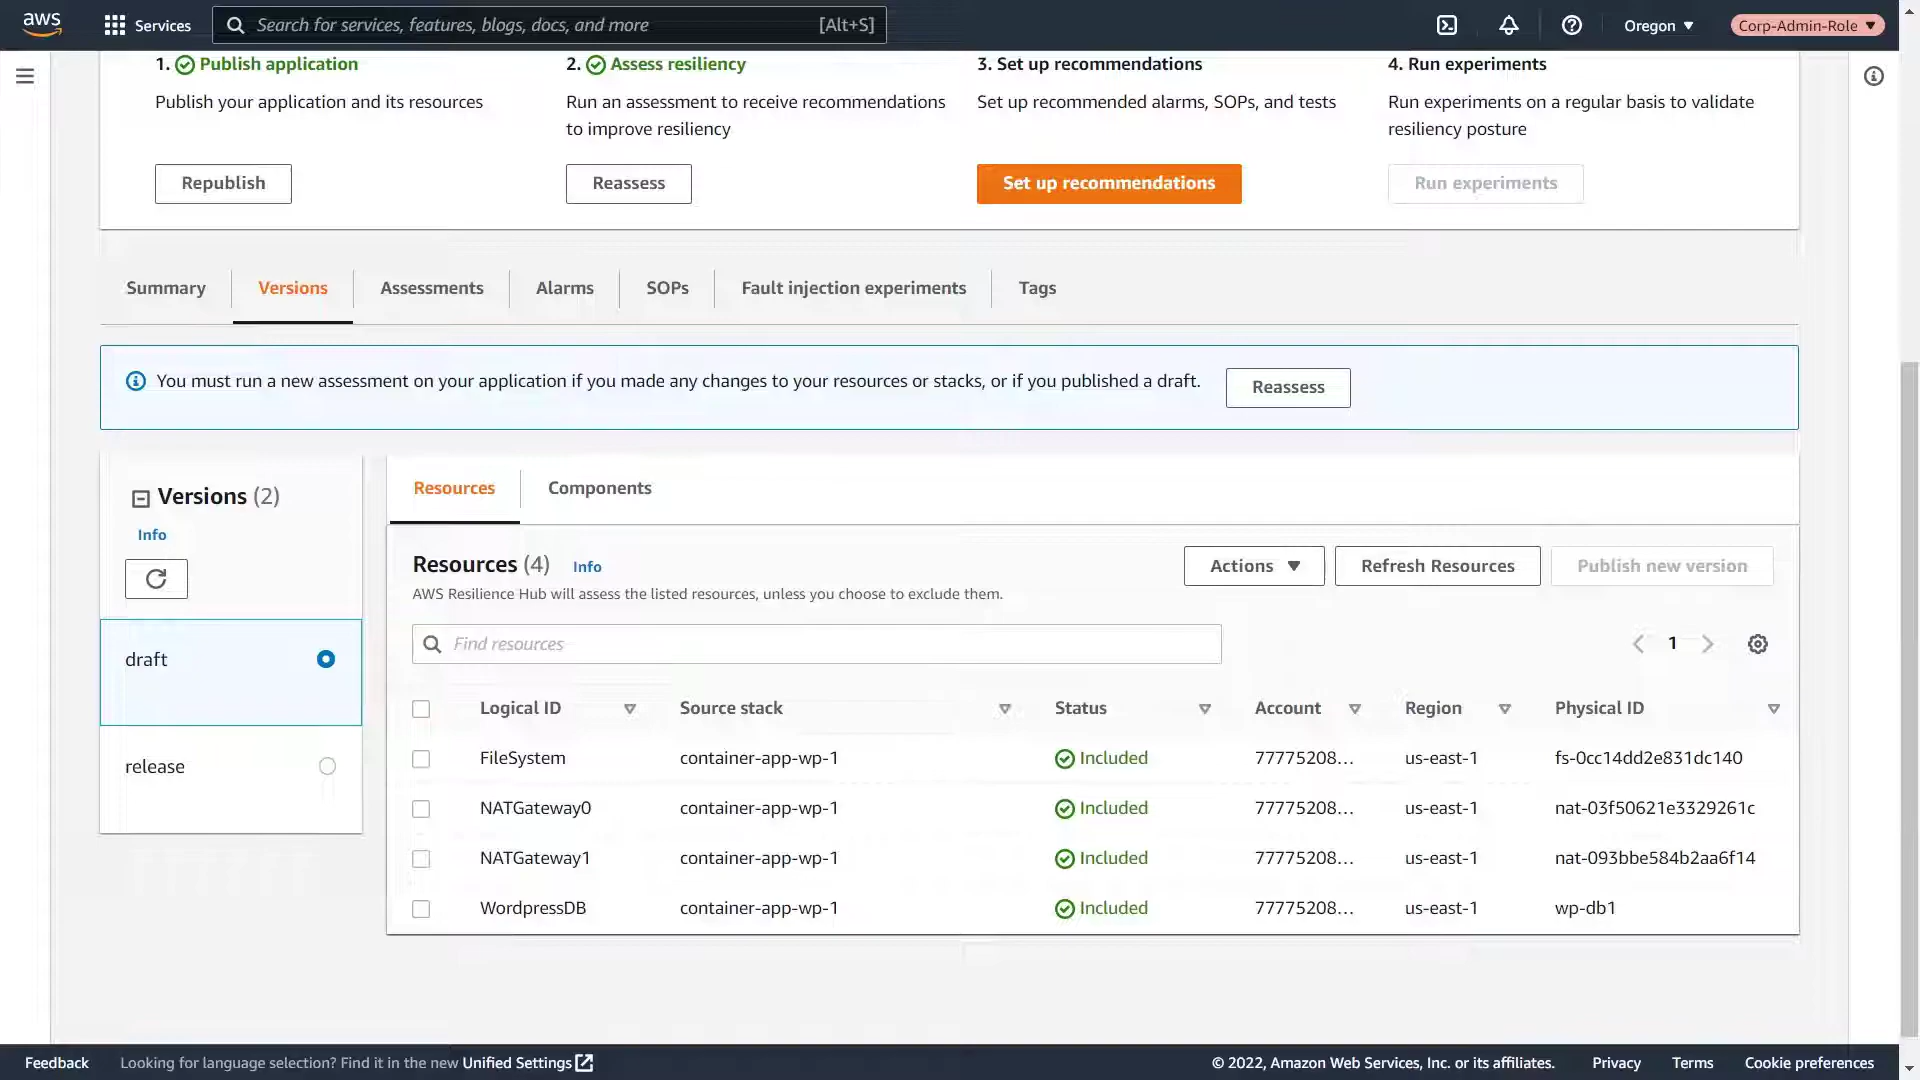 aws
Services
Search for services, features, blogs, docs, and more
[Alt+S]
Oregon
Corp-Admin-Role
1. Publish application
Publish your application and its resources
Republish
2. Assess resiliency
Run an assessment to receive recommendations
to improve resiliency
Reassess
3. Set up recommendations
Set up recommended alarms, SOPs, and tests
Set up recommendations
4. Run experiments
Run experiments on a regular basis to validate
resiliency posture
Run experiments
Summary
Versions
Assessments
Alarms
SOPs
Fault injection experiments
Tags
You must run a new assessment on your application if you made any changes to your resources or stacks, or if you published a draft.
Reassess
Versions (2)
Info
draft
release
Resources
Components
Resources (4) Info
AWS Resilience Hub will assess the listed resources, unless you choose to exclude them.
Actions
Refresh Resources
Publish new version
Find resources
1
Logical ID Source stack Status Account Region Physical ID
FileSystem container-app-wp-1 Included 77775208... us-east-1 fs-0cc14dd2e831dc140
NATGateway0 container-app-wp-1 Included 77775208... us-east-1 nat-03f50621e3329261c
NATGateway1 container-app-wp-1 Included 77775208... us-east-1 nat-093bbe584b2aa6f14
WordpressDB container-app-wp-1 Included 77775208... us-east-1 wp-db1
Feedback
Looking for language selection? Find it in the new Unified Settings
© 2022, Amazon Web Services, Inc. or its affiliates.
Privacy
Terms
Cookie preferences